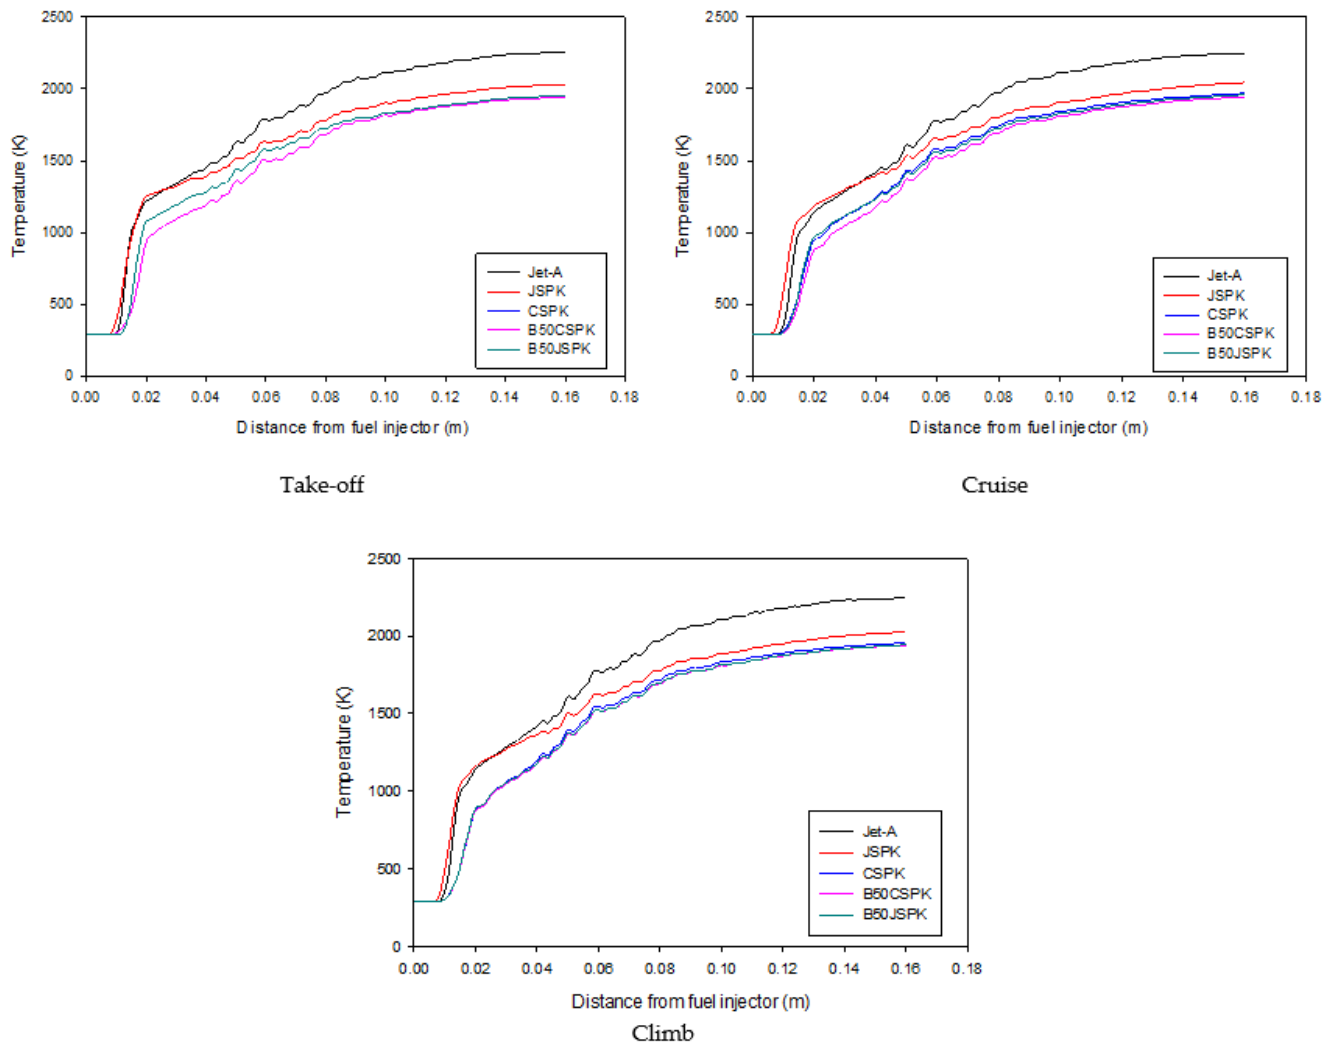 2500
2000
1500
1000
500
0
Temperature (K)
Jet-A
JSPK
CSPK
B50CSPK
B50JSPK
0.00 0.02 0.04 0.06 0.08 0.10 0.12 0.14 0.16 0.18
Distance from fuel injector (m)
Take-off
2500
2000
1500
1000
500
0
Temperature (K)
Jet-A
JSPK
CSPK
B50CSPK
B50JSPK
0.00 0.02 0.04 0.06 0.08 0.10 0.12 0.14 0.16 0.18
Distance from fuel injector (m)
Cruise
2500
2000
1500
1000
500
0
Temperature (K)
Jet-A
JSPK
CSPK
B50CSPK
B50JSPK
0.00 0.02 0.04 0.06 0.08 0.10 0.12 0.14 0.16 0.18
Distance from fuel injector (m)
Climb